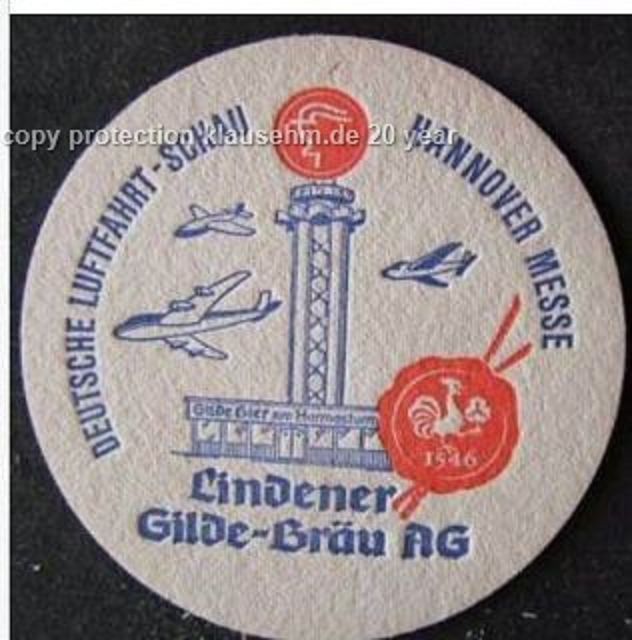 copy protection klausehm.de 20 year
DEUTSCHE LUFTFAHRT-SCHAU
HANNOVER MESSE
Gilde Bier am Hermesturm
1546
Lindener
Gilde-Bräu AG